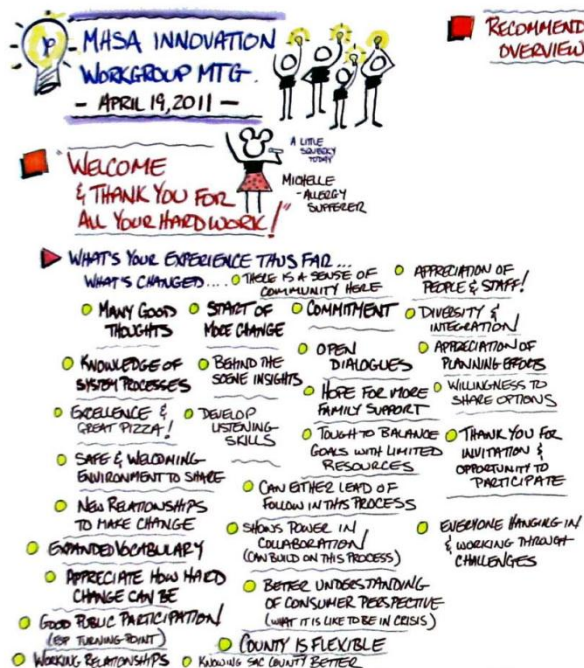 MHSA INNOVATION
WORKGROUP MTG.
- APRIL 19, 2011 -
RECOMMEND
OVERVIEW
"WELCOME
& THANK YOU FOR
ALL YOUR HARD WORK!"
A LITTLE
SQUEAKY
TODAY
MICHELLE
- ALLERGY
SUFFERER
WHAT'S YOUR EXPERIENCE THUS FAR...
WHAT'S CHANGED....
THERE IS A SENSE OF
COMMUNITY HERE
APPRECIATION OF
PEOPLE & STAFF!
MANY GOOD
THOUGHTS
START OF
MORE CHANGE
COMMITMENT
DIVERSITY &
INTEGRATION!
KNOWLEDGE OF
SYSTEM PROCESSES
BEHIND THE
SCENE INSIGHTS
OPEN
DIALOGUES
APPRECIATION OF
PLANNING EFFORTS
EXCELLENCE &
GREAT PIZZA!
DEVELOP
LISTENING
SKILLS
HOPE FOR MORE
FAMILY SUPPORT
WILLINGNESS TO
SHARE OPTIONS
SAFE & WELCOMING
ENVIRONMENT TO SHARE
TOUGH TO BALANCE
GOALS WITH LIMITED
RESOURCES
THANK YOU FOR
INVITATION &
OPPORTUNITY TO
PARTICIPATE
NEW RELATIONSHIPS
TO MAKE CHANGE
CAN EITHER LEAD OF
FOLLOW IN THIS PROCESS
EXPANDED VOCABULARY
SHOWS POWER IN
COLLABORATION!
(CAN BUILD ON THIS PROCESS)
EVERYONE HANGING IN
& WORKING THROUGH
CHALLENGES
APPRECIATE HOW HARD
CHANGE CAN BE
BETTER UNDERSTANDING
OF CONSUMER PERSPECTIVE
(WHAT IT IS LIKE TO BE IN CRISIS)
GOOD PUBLIC PARTICIPATION!
TURNING-POINT)
COUNTY IS FLEXIBLE
WORKING RELATIONSHIPS
KNOWING SAC COUNTY BETTER